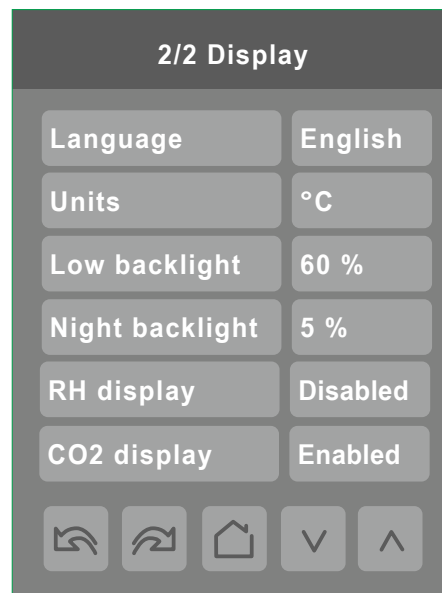 2/2 Display
Language English
Units °C
Low backlight 60 %
Night backlight 5 %
RH display Disabled
CO2 display Enabled